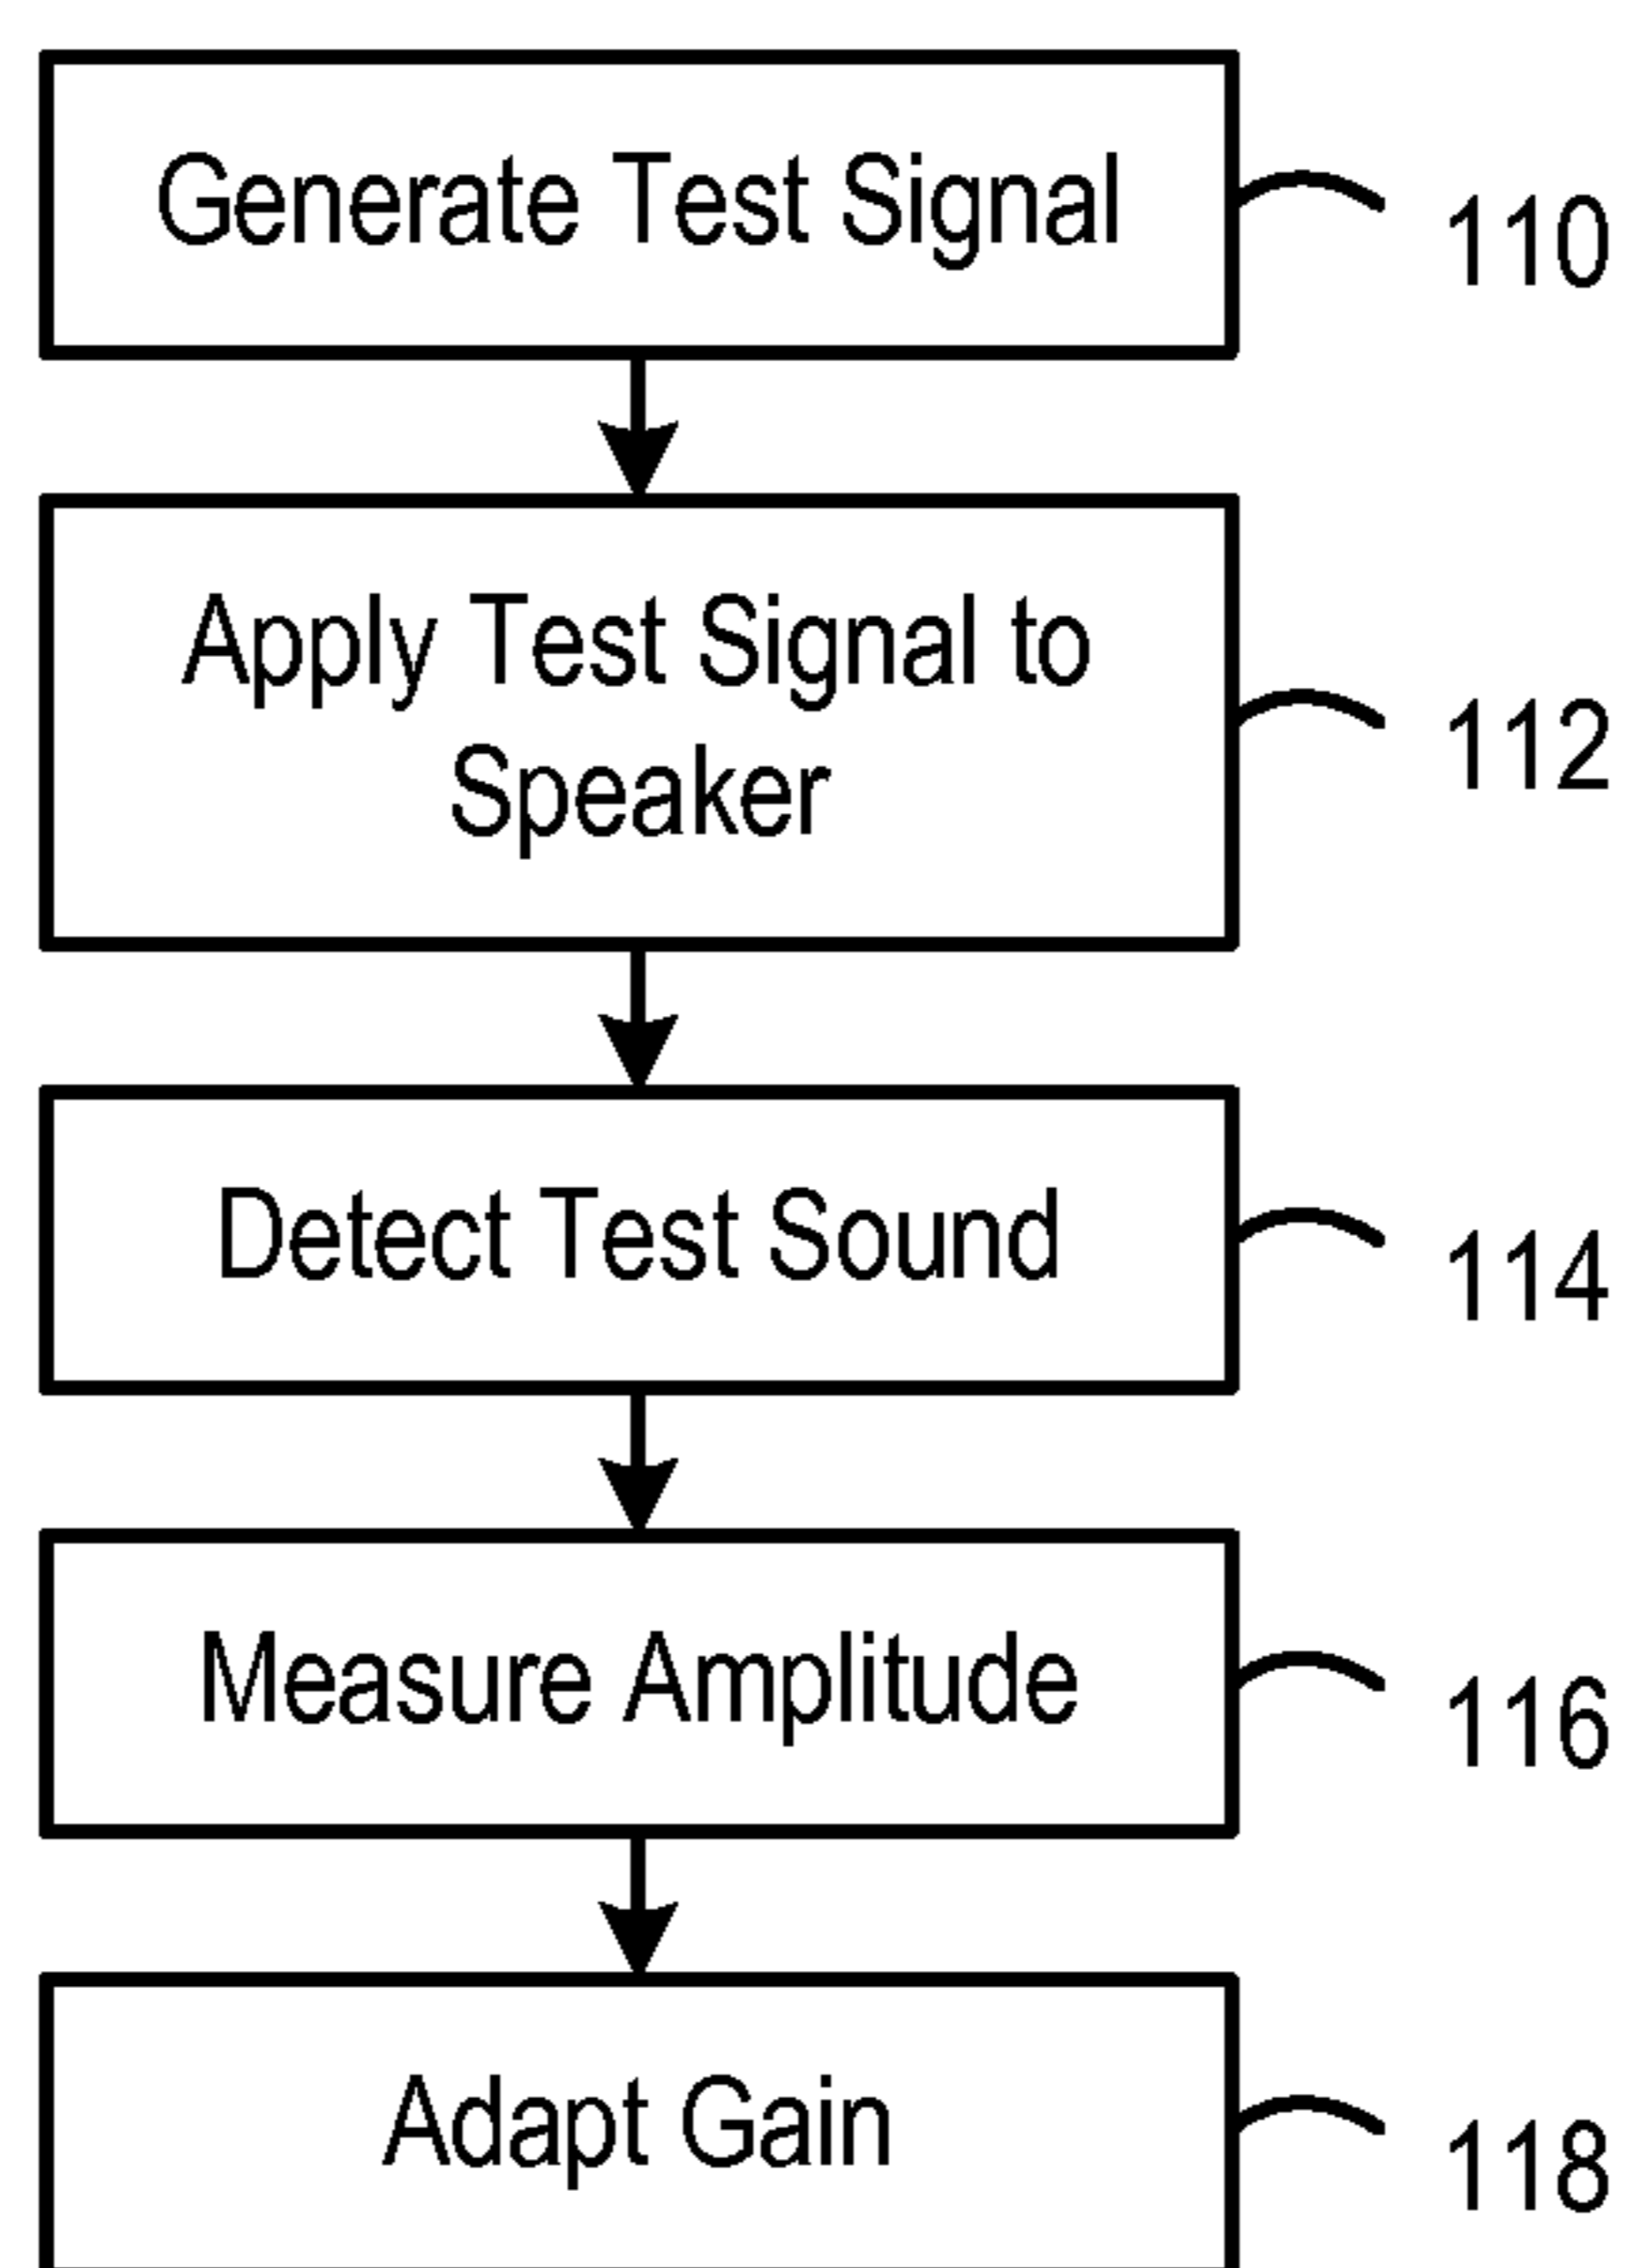 Generate Test Signal
110
Apply Test Signal to
Speaker
112
Detect Test Sound
114
Measure Amplitude
116
Adapt Gain
118